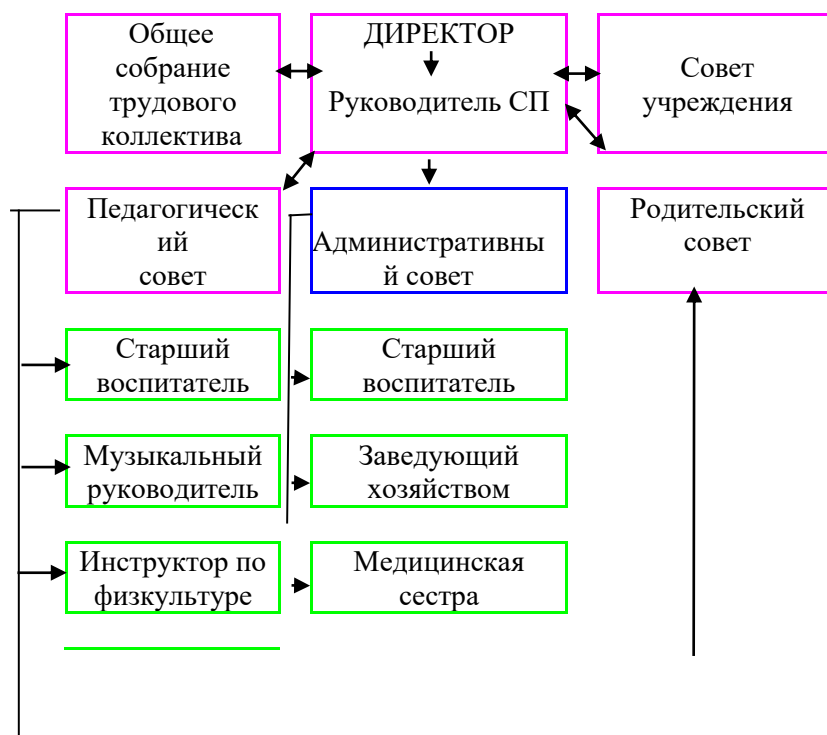 Общее
собрание
трудового
коллектива
ДИРЕКТОР
Руководитель СП
Совет
учреждения
Педагогическ
ий
совет
Административны
й совет
Родительский
совет
Старший
воспитатель
Старший
воспитатель
Музыкальный
руководитель
Заведующий
хозяйством
Инструктор по
физкультуре
Медицинская
сестра